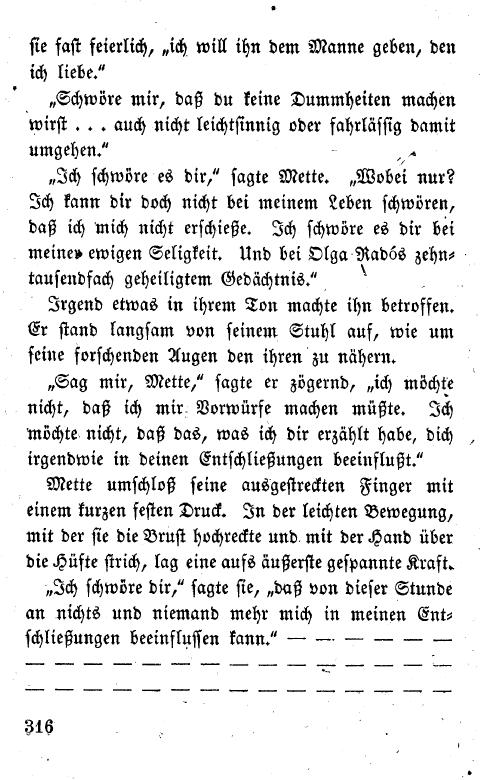 sie fast feierlich, „ich will ihn dem Manne geben, den
ich liebe.“
„Schwöre mir, daß du keine Dummheiten machen
wirst . . . auch nicht leichtsinnig oder fahrlässig damit
umgehen.“
„Ich schwöre es dir,“ sagte Mette. „Wobei nur?
Ich kann dir doch nicht bei meinem Leben schwören,
daß ich mich nicht erschieße. Ich schwöre es dir bei
meiner ewigen Seligkeit. Und bei Olga Radós zehn-
tausendfach geheiligtem Gedächtnis.“
Irgend etwas in ihrem Ton machte ihn betroffen.
Er stand langsam von seinem Stuhl auf, wie um
seine forschenden Augen den ihren zu nähern.
„Sag mir, Mette,“ sagte er zögernd, „ich möchte
nicht, daß ich mir Vorwürfe machen müßte. Ich
möchte nicht, daß das, was ich dir erzählt habe, dich
irgendwie in deinen Entschließungen beeinflußt.“
Mette umschloß seine ausgestreckten Finger mit
einem kurzen festen Druck. In der leichten Bewegung,
mit der sie die Brust hochreckte und mit der Hand über
die Hüfte strich, lag eine aufs äußerste gespannte Kraft.
„Ich schwöre dir,“ sagte sie, „daß von dieser Stunde
an nichts und niemand mehr mich in meinen Ent-
schließungen beeinflussen kann.“ — — — — — —
— — — — — — — — — — — — — — —
— — — — — — — — — — — — — — —
316